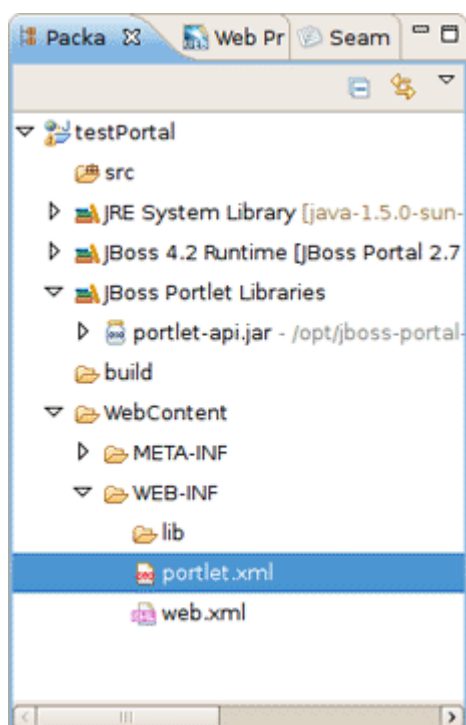 Packa Web Pr Seam
testPortal
src
JRE System Library [java-1.5.0-sun-
JBoss 4.2 Runtime [JBoss Portal 2.7
JBoss Portlet Libraries
portlet-api.jar - /opt/jboss-portal-
build
WebContent
META-INF
WEB-INF
lib
portlet.xml
web.xml